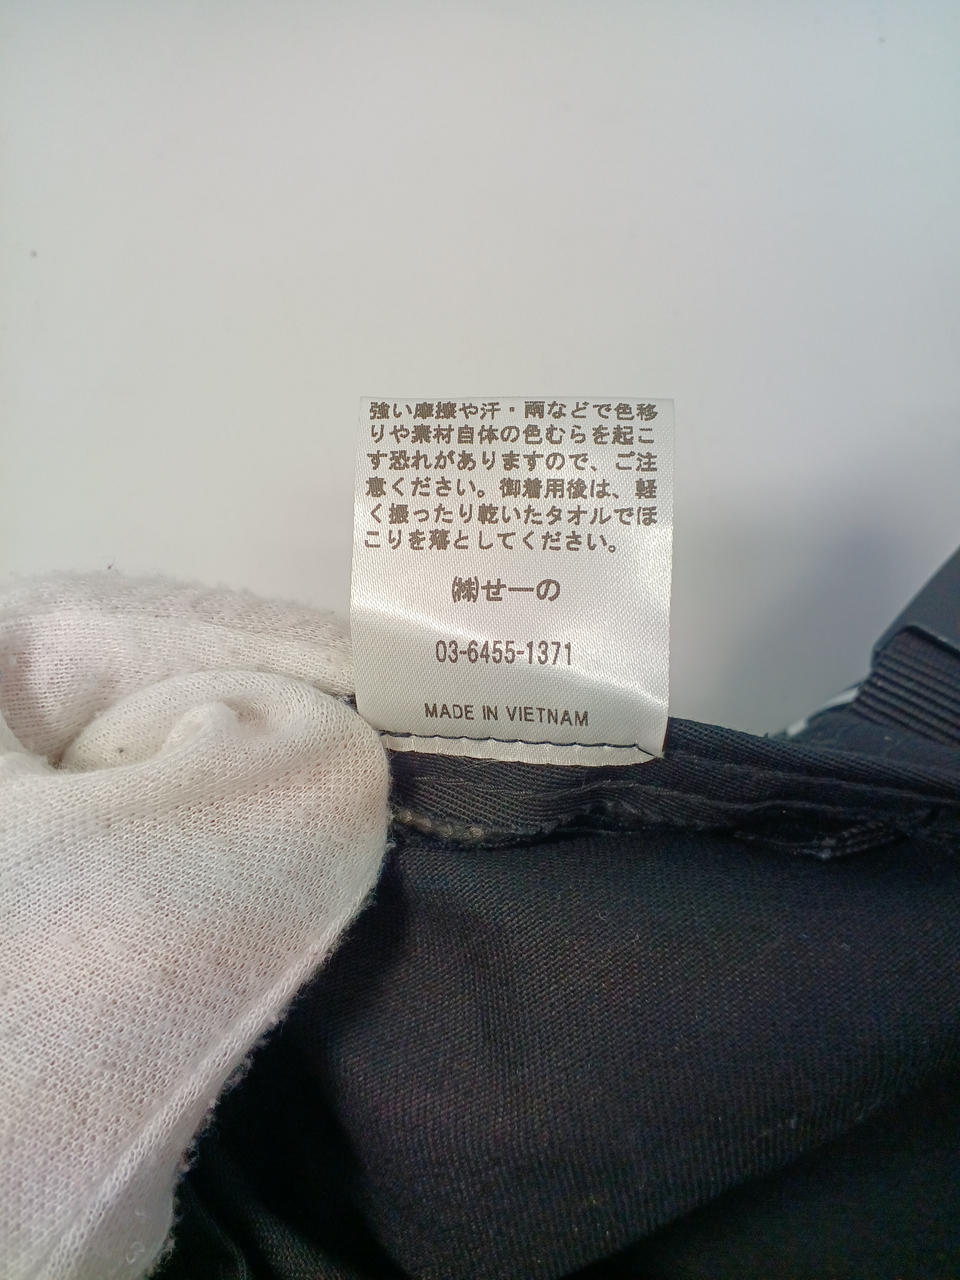 強い摩擦や汗・雨などで色移
りや素材自体の色むらを起こ
す恐れがありますので、ご注
意ください。御着用後は、軽
く振ったり乾いたタオルでほ
こりを落としてください。
㈱せーの
03-6455-1371
MADE IN VIETNAM